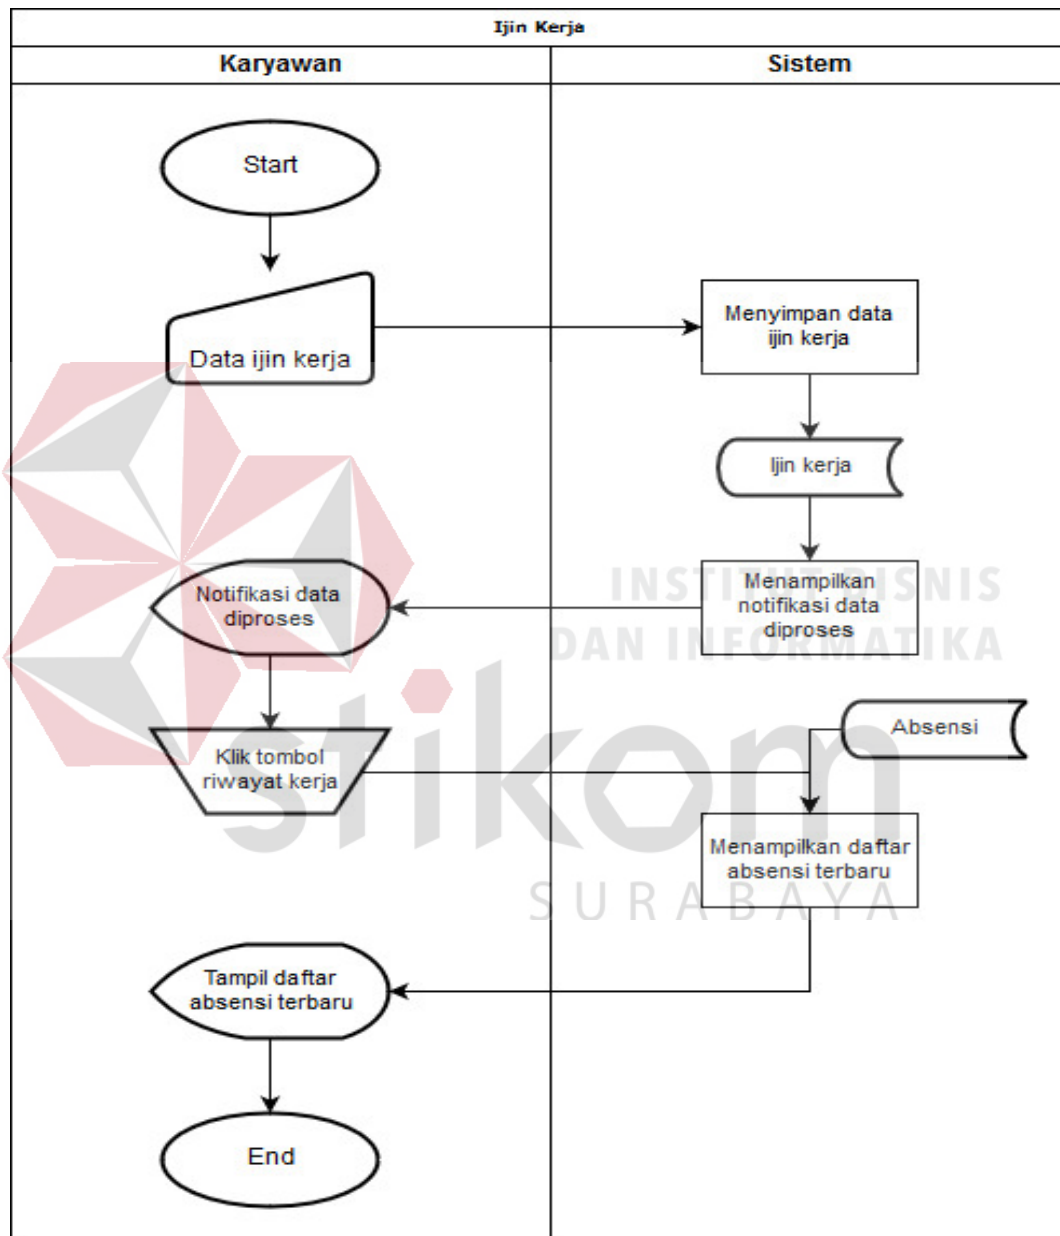 Ijin Kerja
Karyawan
Sistem
Start
Data ijin kerja
Menyimpan data
ijin kerja
Ijin kerja
Menampilkan
notifikasi data
diproses
Notifikasi data
diproses
INSTITUT BISNIS
DAN INFORMATIKA
stikom
SURABAYA
Klik tombol
riwayat kerja
Absensi
Menampilkan daftar
absensi terbaru
Tampil daftar
absensi terbaru
End